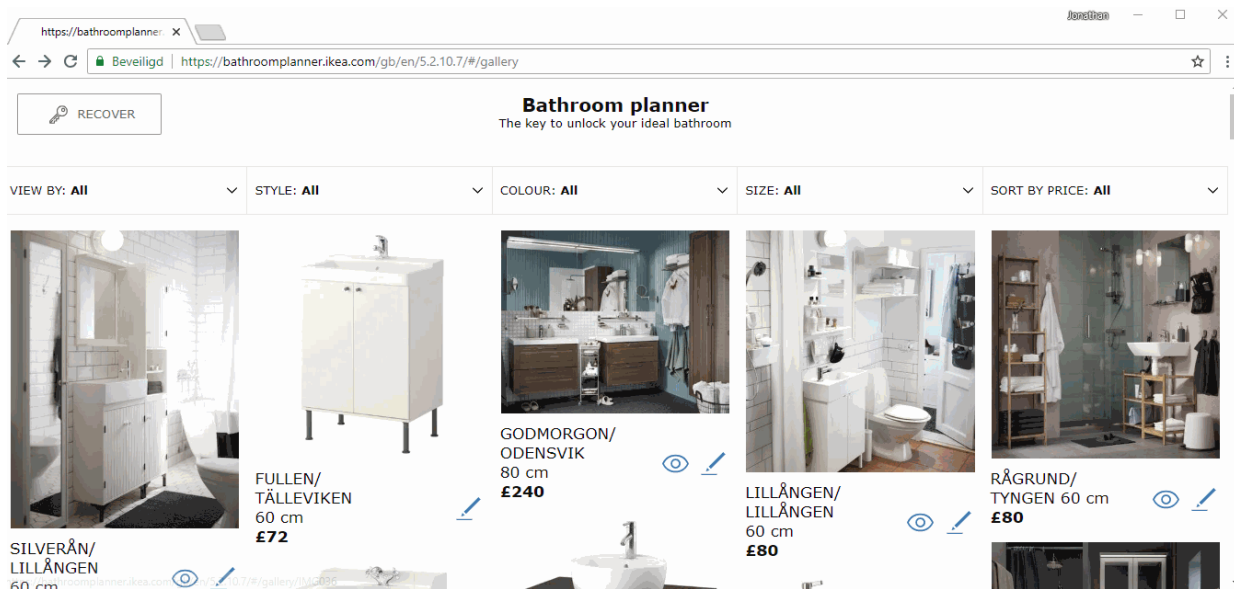 Jonathan
https://bathroomplanner.
Beveiligd https://bathroomplanner.ikea.com/gb/en/5.2.10.7/#/gallery
RECOVER
Bathroom planner
The key to unlock your ideal bathroom
VIEW BY: All
STYLE: All
COLOUR: All
SIZE: All
SORT BY PRICE: All
SILVERÅN/
LILLÅNGEN
60 cm
FULLEN/
TÄLLEVIKEN
60 cm
£72
GODMORGON/
ODENSVIK
80 cm
£240
LILLÅNGEN/
LILLÅNGEN
60 cm
£80
RÅGRUND/
TYNGEN 60 cm
£80